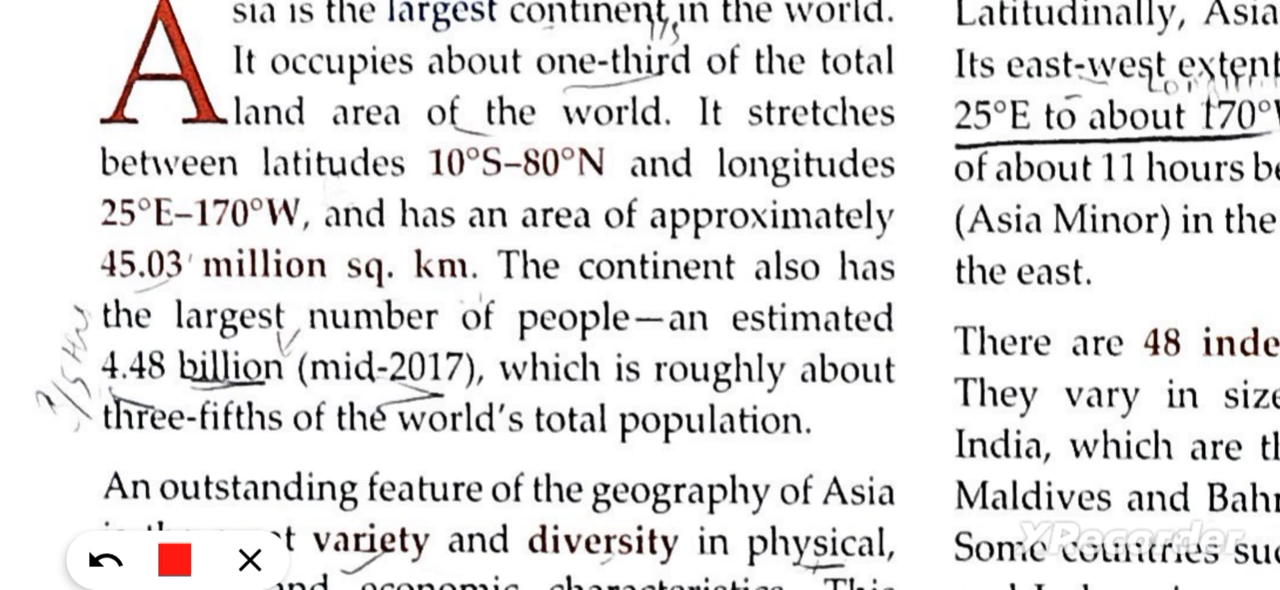 Asia is the largest continent in the world.
It occupies about one-third of the total
land area of the world. It stretches
between latitudes 10°S–80°N and longitudes
25°E–170°W, and has an area of approximately
45.03 million sq. km. The continent also has
the largest number of people—an estimated
4.48 billion (mid-2017), which is roughly about
three-fifths of the world's total population.
An outstanding feature of the geography of Asia
variety and diversity in physical,
and economic characteristics. This
Latitudinally, Asia
Its east-west extent
25°E to about 170°W
of about 11 hours be
(Asia Minor) in the
the east.
There are 48 inde
They vary in size
India, which are th
Maldives and Bahr
Some countries suc
XRecorder